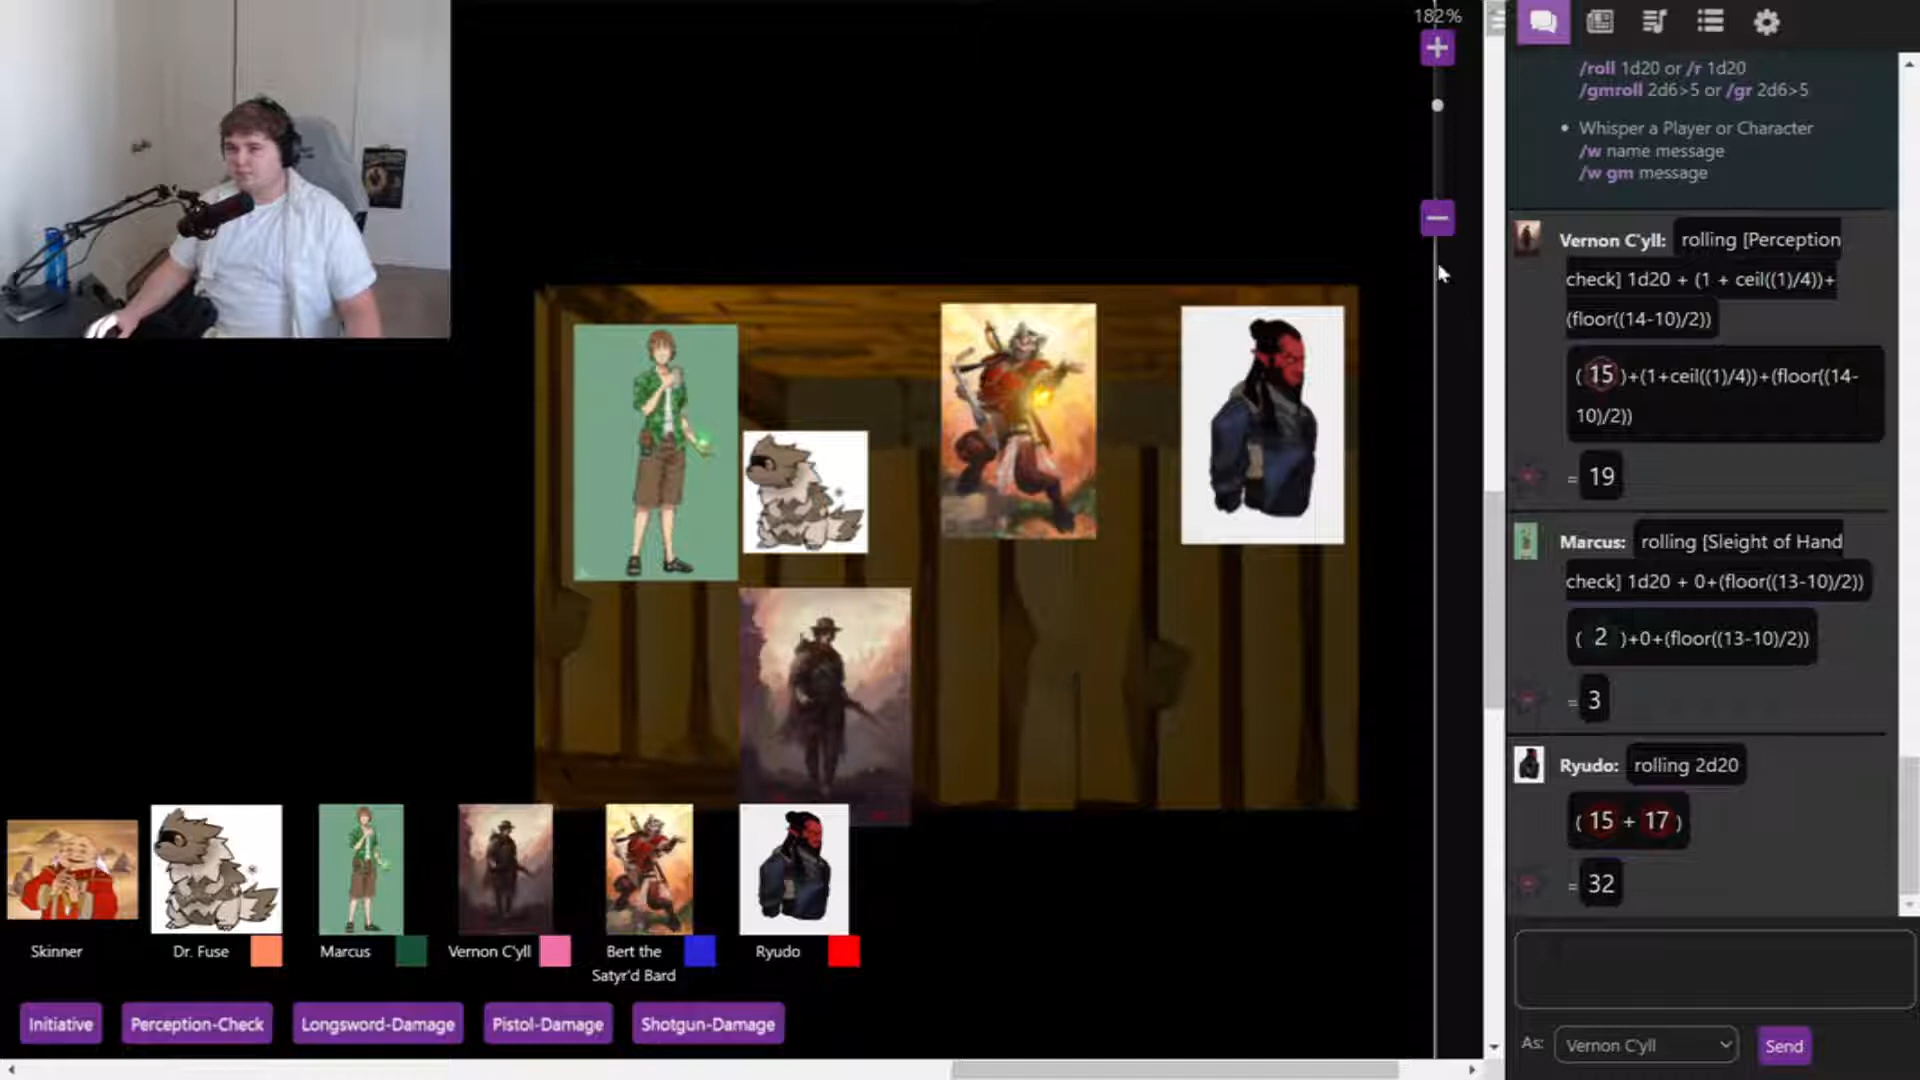 182%
/roll 1d20 or /r 1d20
/gmroll 2d6>5 or /gr 2d6>5
• Whisper a Player or Character
/w name message
/w gm message
Vernon C'yll: rolling [Perception
check] 1d20 + (1 + ceil((1)/4))+
(floor((14-10)/2))
(15)+(1+ceil((1)/4))+(floor((14-
10)/2))
= 19
Marcus: rolling [Sleight of Hand
check] 1d20 + 0+(floor((13-10)/2))
( 2 )+0+(floor((13-10)/2))
= 3
Ryudo: rolling 2d20
(15 + 17)
= 32
Skinner
Dr. Fuse
Marcus
Vernon C'yll
Bert the
Satyr'd Bard
Ryudo
Initiative
Perception-Check
Longsword-Damage
Pistol-Damage
Shotgun-Damage
As: Vernon C'yll
Send